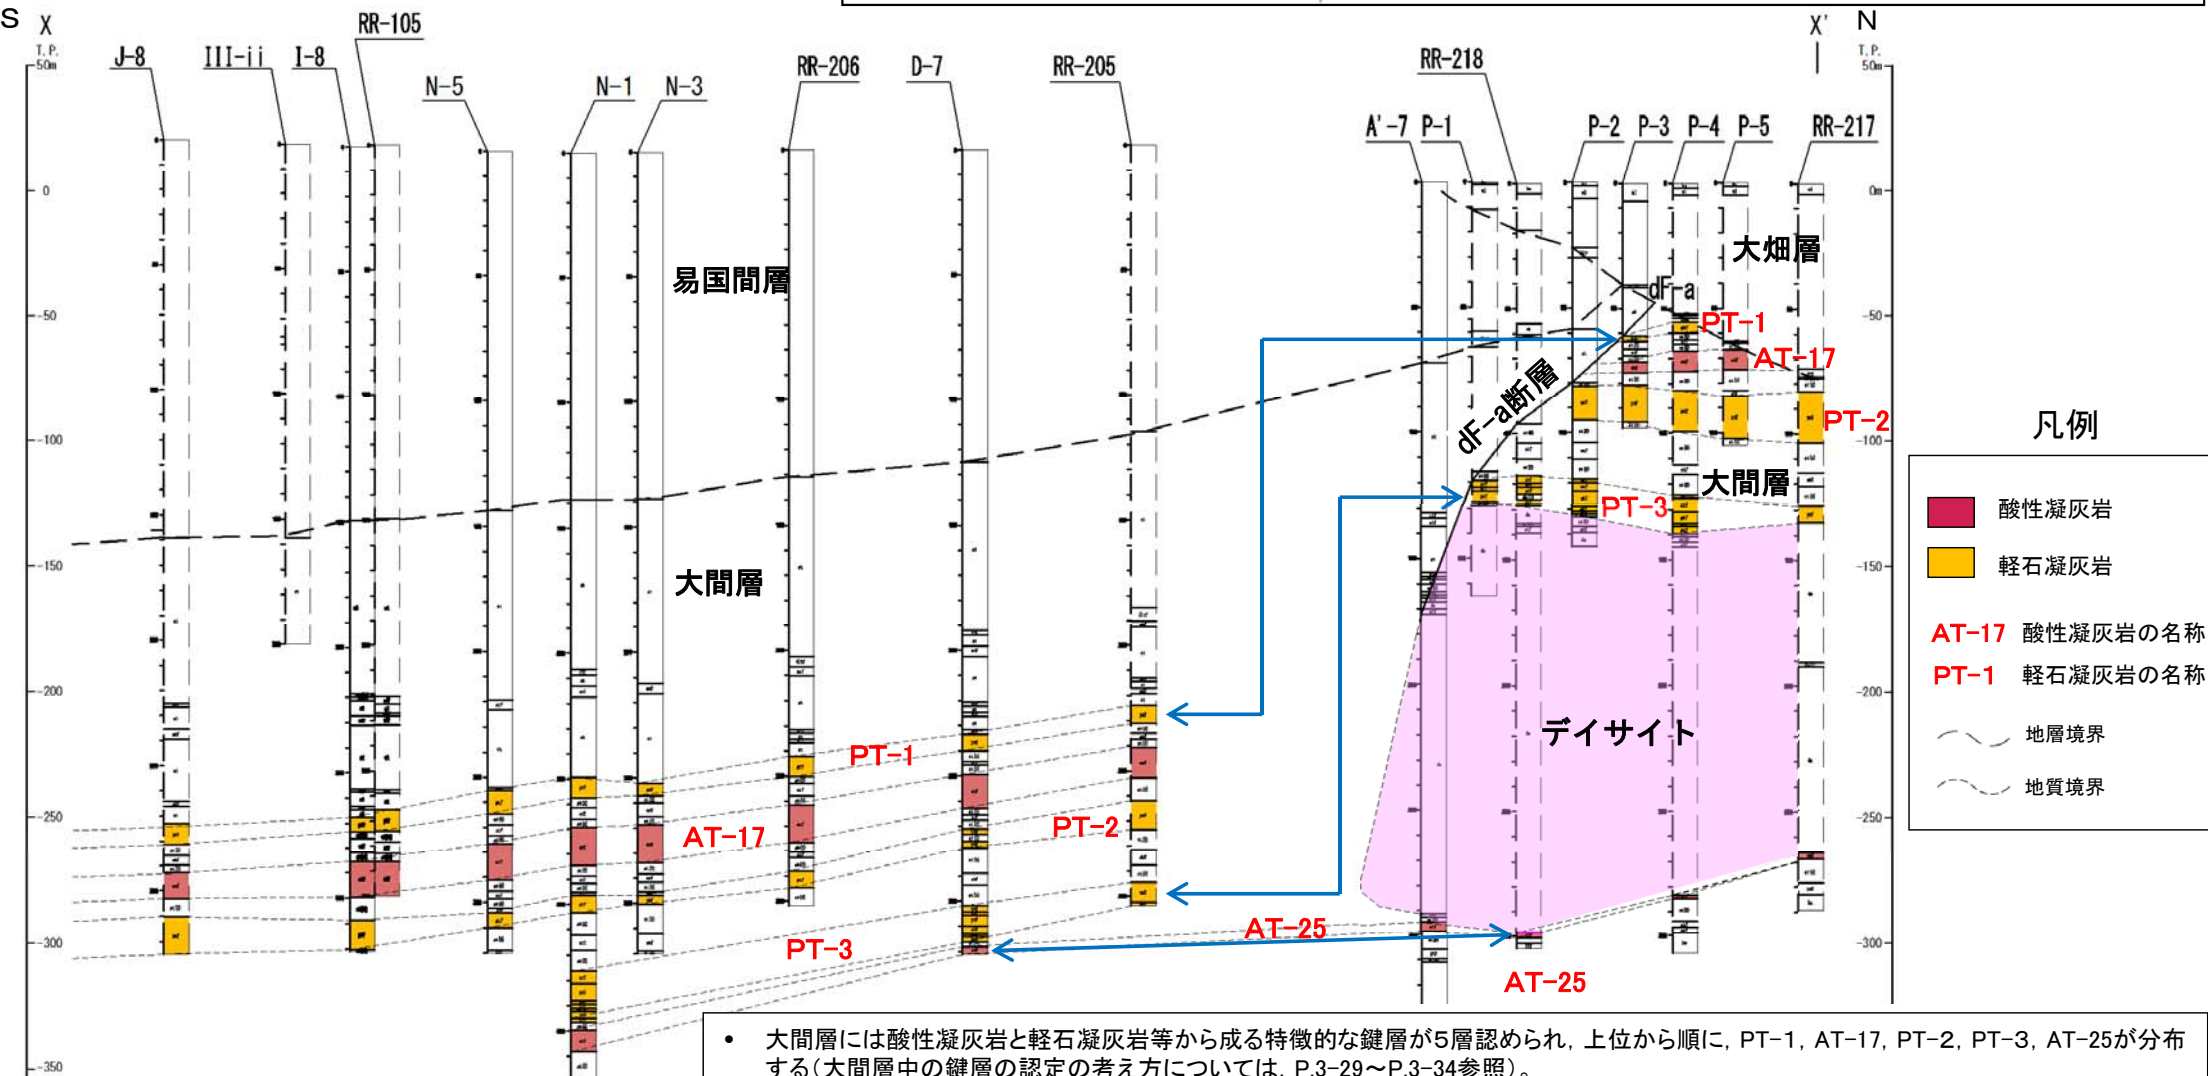 S X
X' N
T.P.
50m
0
-50
-100
-150
-200
-250
-300
-350
J-8
III-ii
I-8
RR-105
N-5
N-1
N-3
RR-206
D-7
RR-205
RR-218
A'-7
P-1
P-2
P-3
P-4
P-5
RR-217
T.P.
50m
0m
-50
-100
-150
-200
-250
-300
易国間層
大間層
大畑層
dF-a
dF-a断層
大間層
デイサイト
PT-1
AT-17
PT-2
PT-3
PT-1
AT-17
PT-2
PT-3
AT-25
AT-25
凡例
酸性凝灰岩
軽石凝灰岩
AT-17 酸性凝灰岩の名称
PT-1 軽石凝灰岩の名称
地層境界
地質境界
• 大間層には酸性凝灰岩と軽石凝灰岩等から成る特徴的な鍵層が5層認められ, 上位から順に, PT-1, AT-17, PT-2, PT-3, AT-25が分布
する(大間層中の鍵層の認定の考え方については, P.3-29~P.3-34参照)。